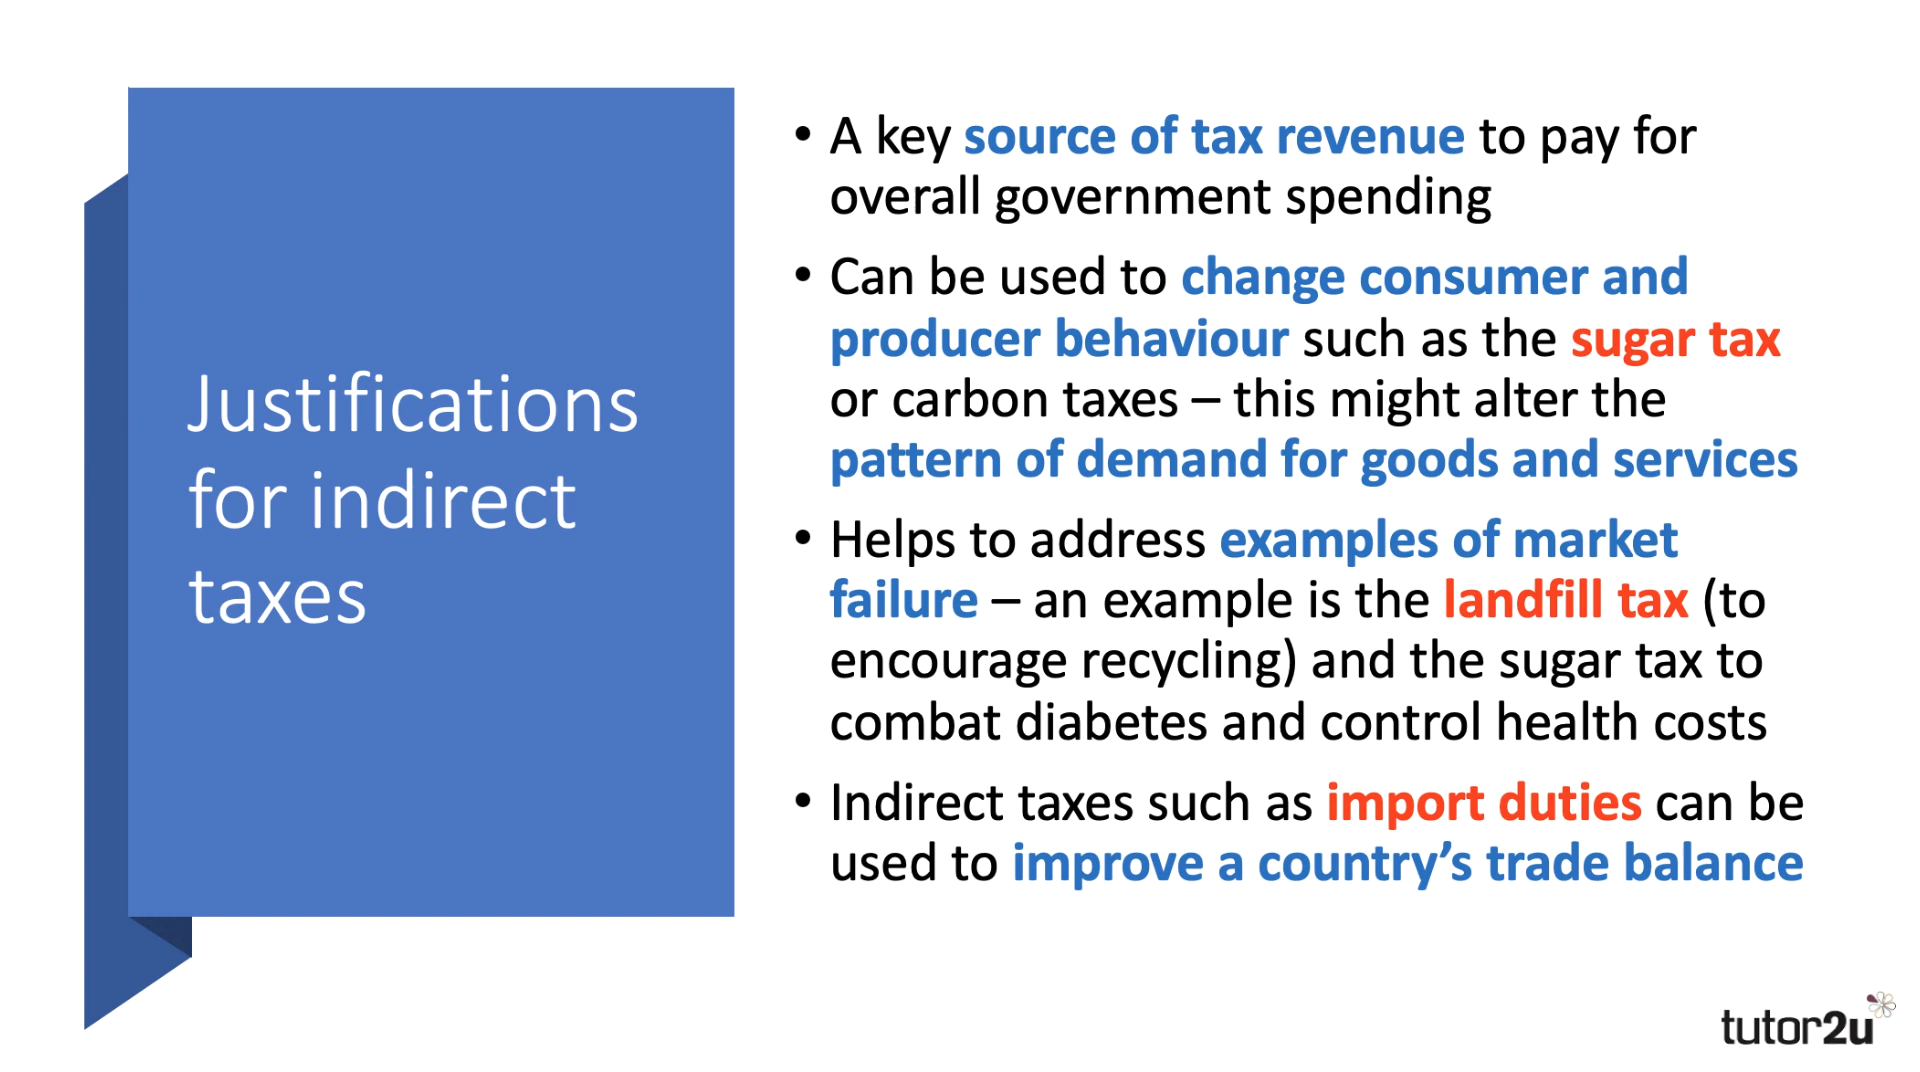 Justifications
for indirect
taxes
• A key source of tax revenue to pay for
overall government spending
• Can be used to change consumer and
producer behaviour such as the sugar tax
or carbon taxes – this might alter the
pattern of demand for goods and services
• Helps to address examples of market
failure – an example is the landfill tax (to
encourage recycling) and the sugar tax to
combat diabetes and control health costs
• Indirect taxes such as import duties can be
used to improve a country’s trade balance
tutor2u